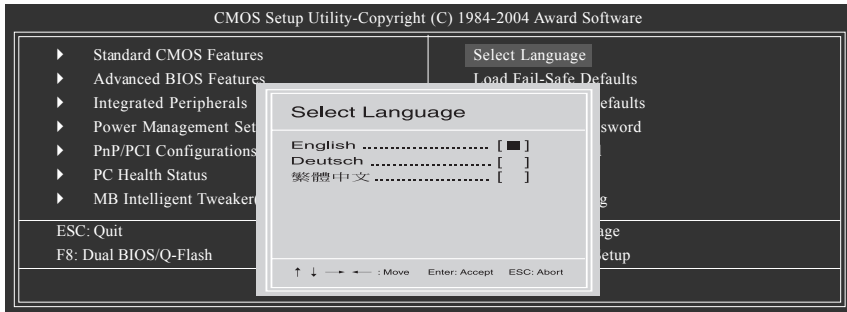 CMOS Setup Utility-Copyright (C) 1984-2004 Award Software
Standard CMOS Features
Advanced BIOS Features
Integrated Peripherals
Power Management Set
PnP/PCI Configurations
PC Health Status
MB Intelligent Tweaker(
ESC: Quit
F8: Dual BIOS/Q-Flash
Select Language
Load Fail-Safe Defaults
efaults
sword
g
age
etup
Select Language
English ...................... [■]
Deutsch ..................... [ ]
繁體中文 .................... [ ]
↑ ↓ → ← : Move Enter: Accept ESC: Abort